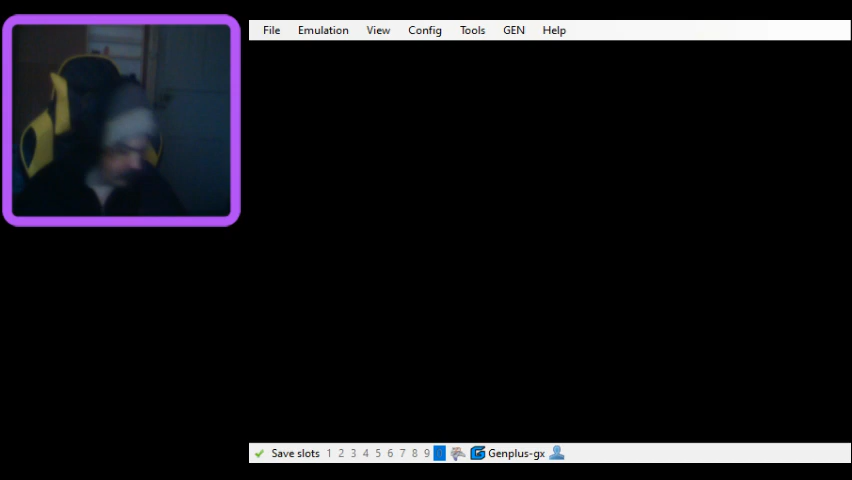 File Emulation View Config Tools GEN Help
Save slots 1 2 3 4 5 6 7 8 9 0 Genplus-gx